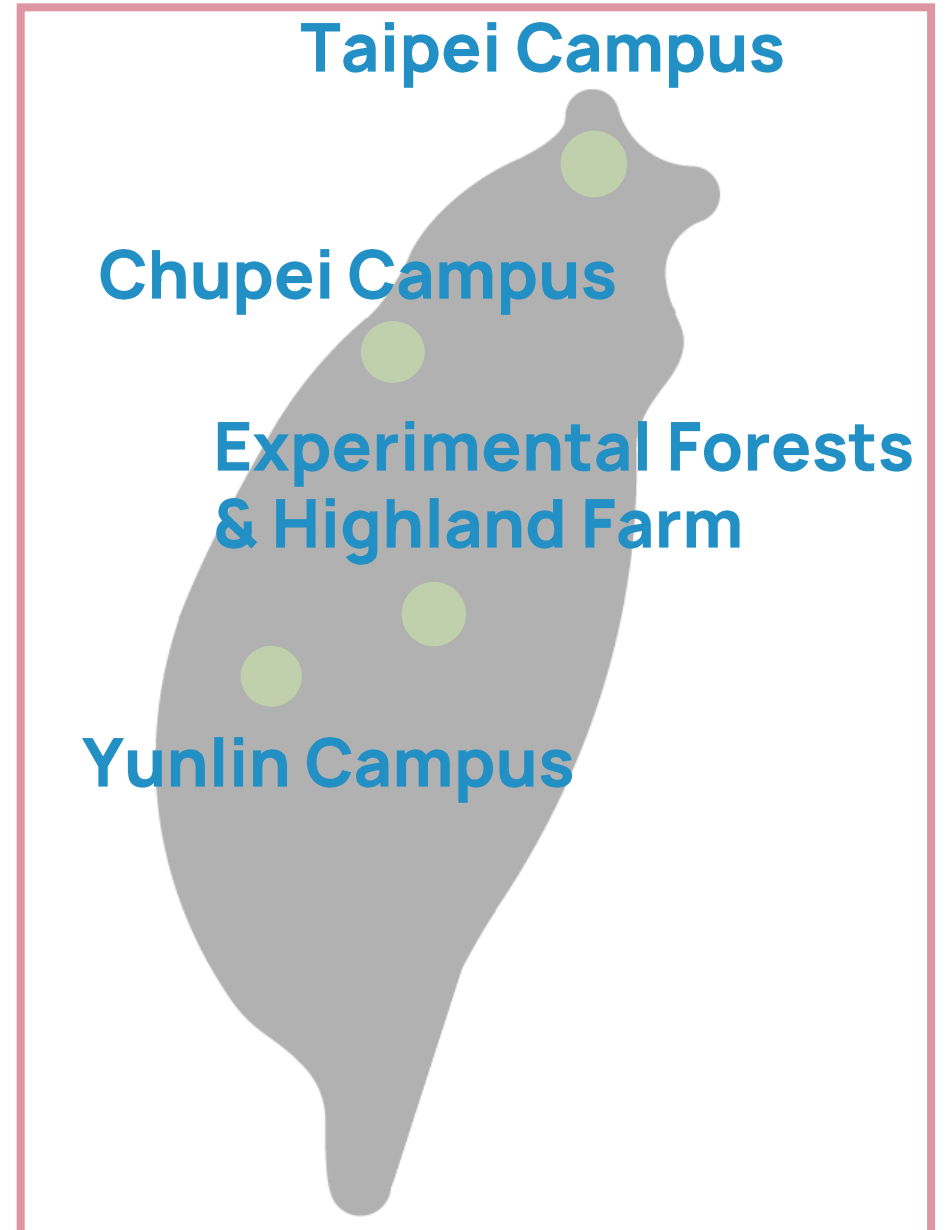 Taipei Campus
Chupei Campus
Experimental Forests
& Highland Farm
Yunlin Campus